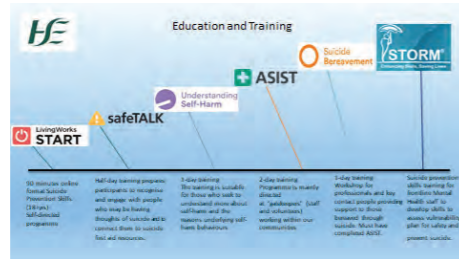 Education and Training
Suicide
Bereavement
STORM®
ASIST
Understanding
Self-Harm
safeTALK
LivingWorks
START
90 minutes online
format Suicide
Prevention Skills
Self-directed
programme
Half-day training prepares
participants to recognise
and engage with people
who may be having
thoughts of suicide and to
connect them to suicide
first aid resources.
1-day training
The training is suitable
for those who seek to
understand more about
self-harm and the
reasons underlying self-
harm behaviours
2-day training
Programme is mainly
directed
at "gatekeepers" (staff
and volunteers)
working within our
communities.
1-day training
Workshop for
professionals and key
contact people providing
support to those
bereaved through
suicide. Must have
completed ASIST.
Suicide prevention
skills training for
frontline Mental
Health staff to
develop skills to
assess vulnerability
plan for safety and
prevent suicide.